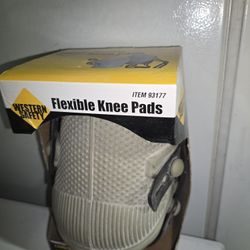 ITEM 93177
WESTERN
SAFETY
Flexible Knee Pads